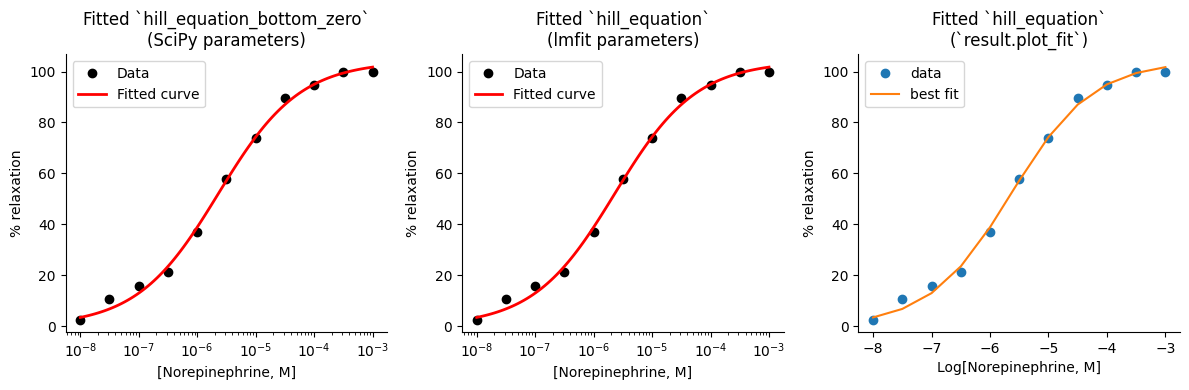 Fitted `hill_equation_bottom_zero`
(SciPy parameters)
Data
Fitted curve
% relaxation
100
80
60
40
20
0
10⁻⁸
10⁻⁷
10⁻⁶
10⁻⁵
10⁻⁴
10⁻³
[Norepinephrine, M]
Fitted `hill_equation`
(lmfit parameters)
Data
Fitted curve
% relaxation
100
80
60
40
20
0
10⁻⁸
10⁻⁷
10⁻⁶
10⁻⁵
10⁻⁴
10⁻³
[Norepinephrine, M]
Fitted `hill_equation`
(`result.plot_fit`)
data
best fit
% relaxation
100
80
60
40
20
0
−8
−7
−6
−5
−4
−3
Log[Norepinephrine, M]